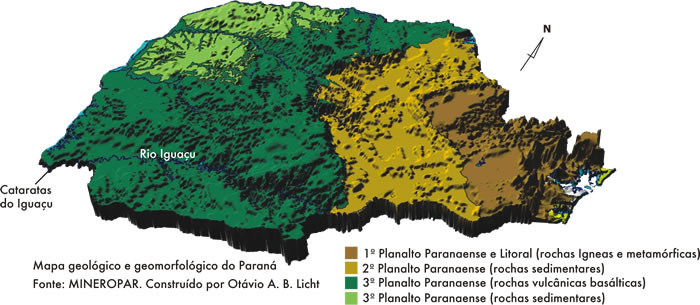 N
Rio Iguaçu
Cataratas
do Iguaçu
Mapa geológico e geomorfológico do Paraná
Fonte: MINEROPAR. Construído por Otávio A. B. Licht
1º Planalto Paranaense e Litoral (rochas Igneas e metamórficas)
2º Planalto Paranaense (rochas sedimentares)
3º Planalto Paranaense (rochas vulcânicas basálticas)
3º Planalto Paranaense (rochas sedimentares)